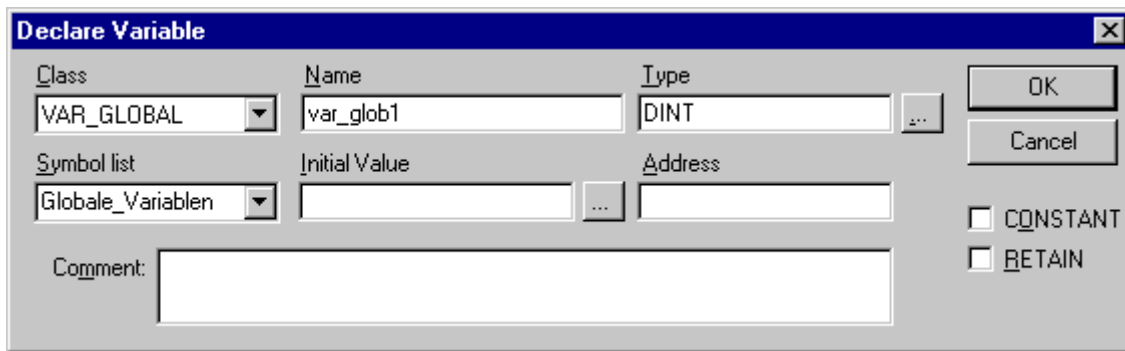 Declare Variable
Class Name Type
VAR_GLOBAL var_glob1 DINT ... OK
Cancel
Symbol list Initial Value Address
Globale_Variablen ...
CONSTANT
Comment: RETAIN